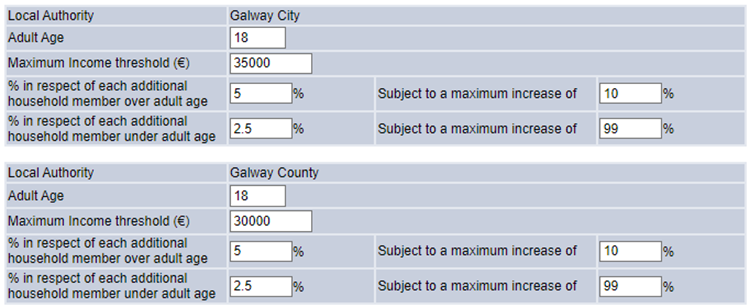 Local Authority Galway City
Adult Age 18
Maximum Income threshold (€) 35000
% in respect of each additional
household member over adult age 5 % Subject to a maximum increase of 10 %
% in respect of each additional
household member under adult age 2.5 % Subject to a maximum increase of 99 %
Local Authority Galway County
Adult Age 18
Maximum Income threshold (€) 30000
% in respect of each additional
household member over adult age 5 % Subject to a maximum increase of 10 %
% in respect of each additional
household member under adult age 2.5 % Subject to a maximum increase of 99 %